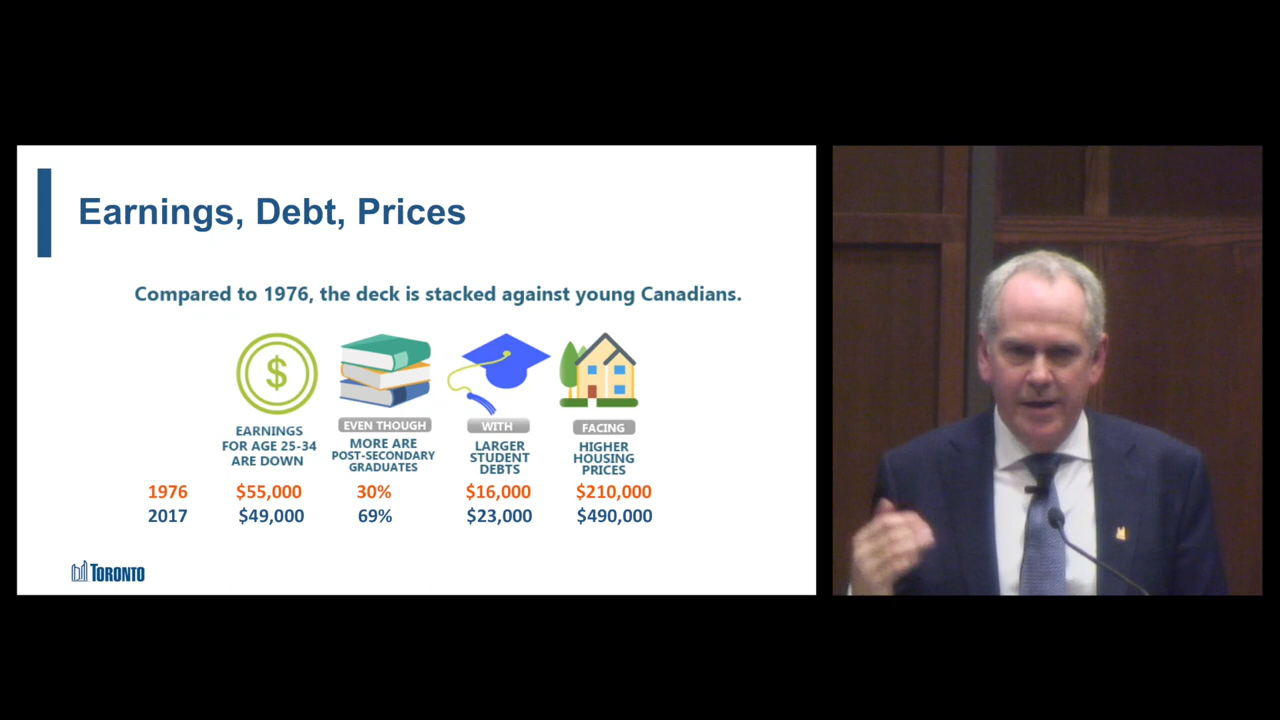 Earnings, Debt, Prices
Compared to 1976, the deck is stacked against young Canadians.
$
EARNINGS
FOR AGE 25-34
ARE DOWN
EVEN THOUGH
MORE ARE
POST-SECONDARY
GRADUATES
WITH
LARGER
STUDENT
DEBTS
FACING
HIGHER
HOUSING
PRICES
1976 $55,000 30% $16,000 $210,000
2017 $49,000 69% $23,000 $490,000
TORONTO